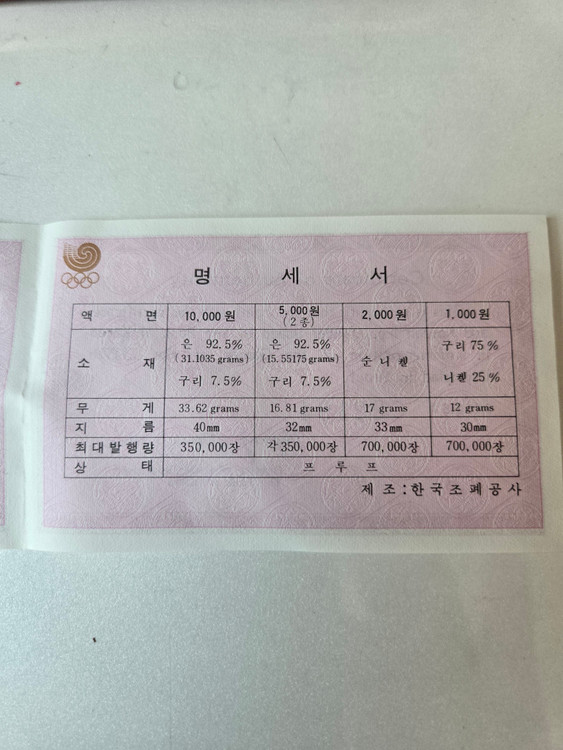 명 세 서
액 면 10,000원 5,000원 (2종) 2,000원 1,000원
소 재 은 92.5% (31.1035 grams) 구리 7.5% 은 92.5% (15.55175 grams) 구리 7.5% 순니켈 구리 75% 니켈 25%
무 게 33.62 grams 16.81 grams 17 grams 12 grams
지 름 40mm 32mm 33mm 30mm
최대발행량 350,000장 각350,000장 700,000장 700,000장
상 태 프 루 프
제 조 : 한국조폐공사